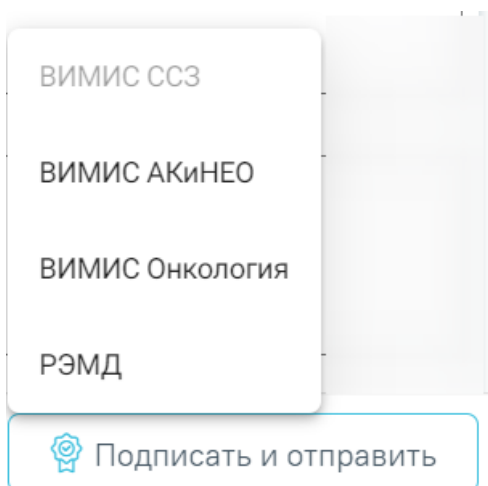 ВИМИС ССЗ
ВИМИС АКиНЕО
ВИМИС Онкология
РЭМД
Подписать и отправить